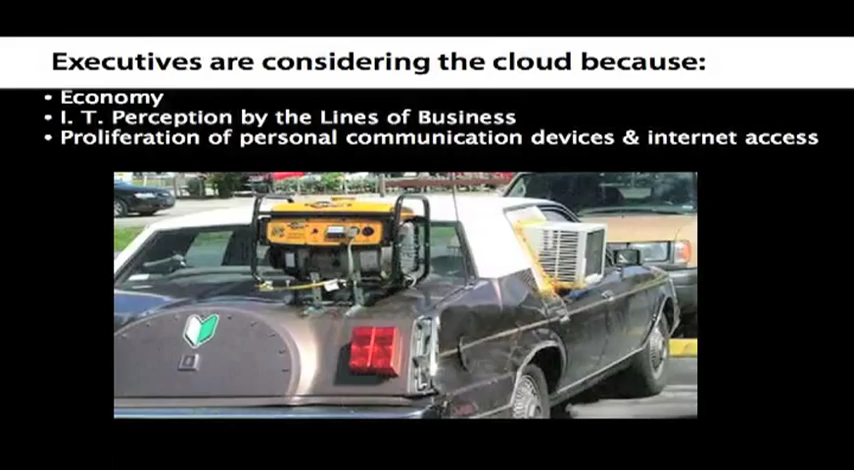 Executives are considering the cloud because:
• Economy
• I. T. Perception by the Lines of Business
• Proliferation of personal communication devices & internet access